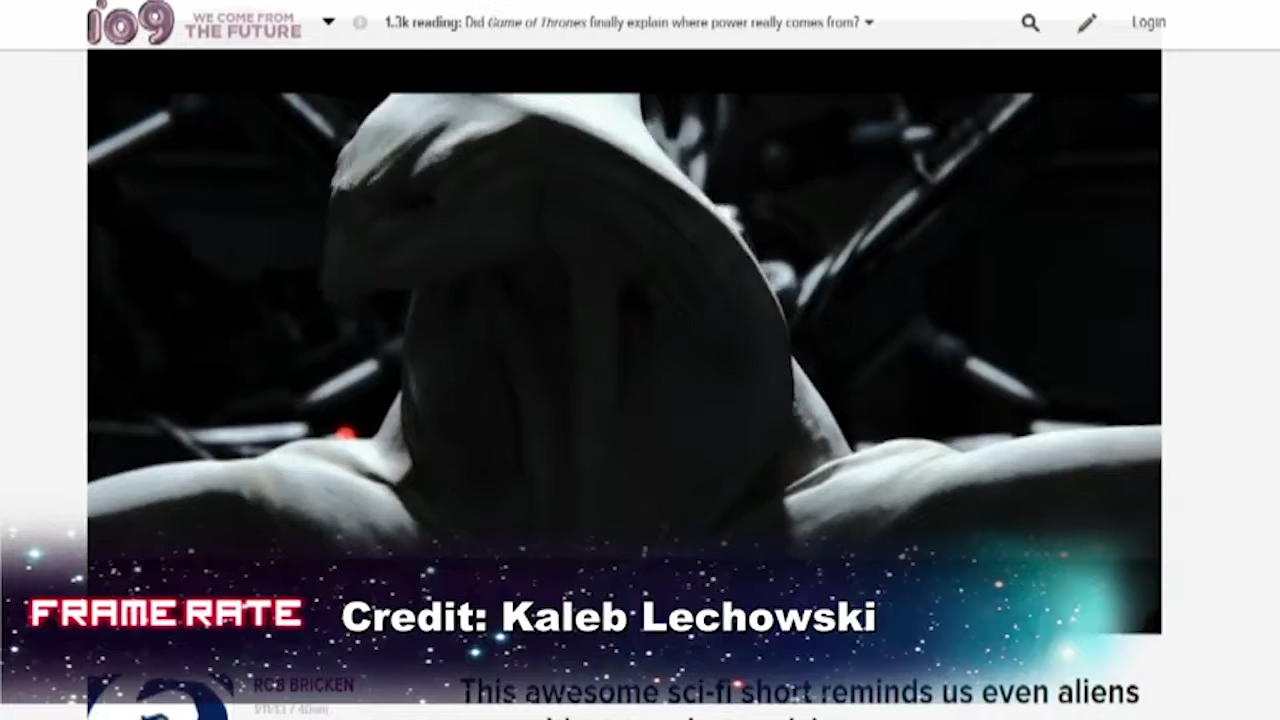 io9
WE COME FROM
THE FUTURE
1.3k reading: Did Game of Thrones finally explain where power really comes from?
Login
FRAME RATE
Credit: Kaleb Lechowski
ROB BRICKEN
This awesome sci-fi short reminds us even aliens